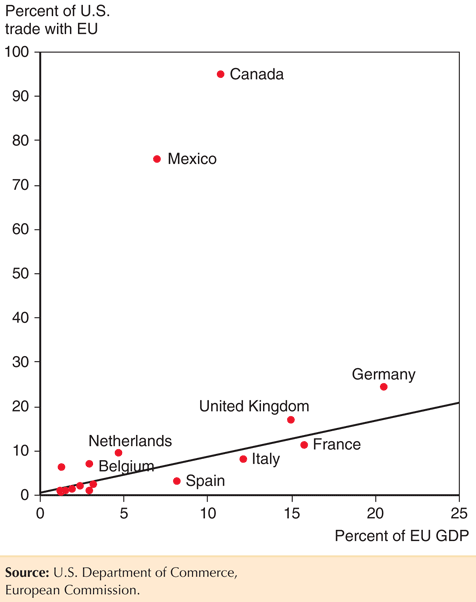 Percent of U.S.
trade with EU
100
90
80
70
60
50
40
30
20
10
0
Canada
Mexico
Germany
United Kingdom
France
Netherlands
Italy
Belgium
Spain
0 5 10 15 20 25
Percent of EU GDP
Source: U.S. Department of Commerce,
European Commission.